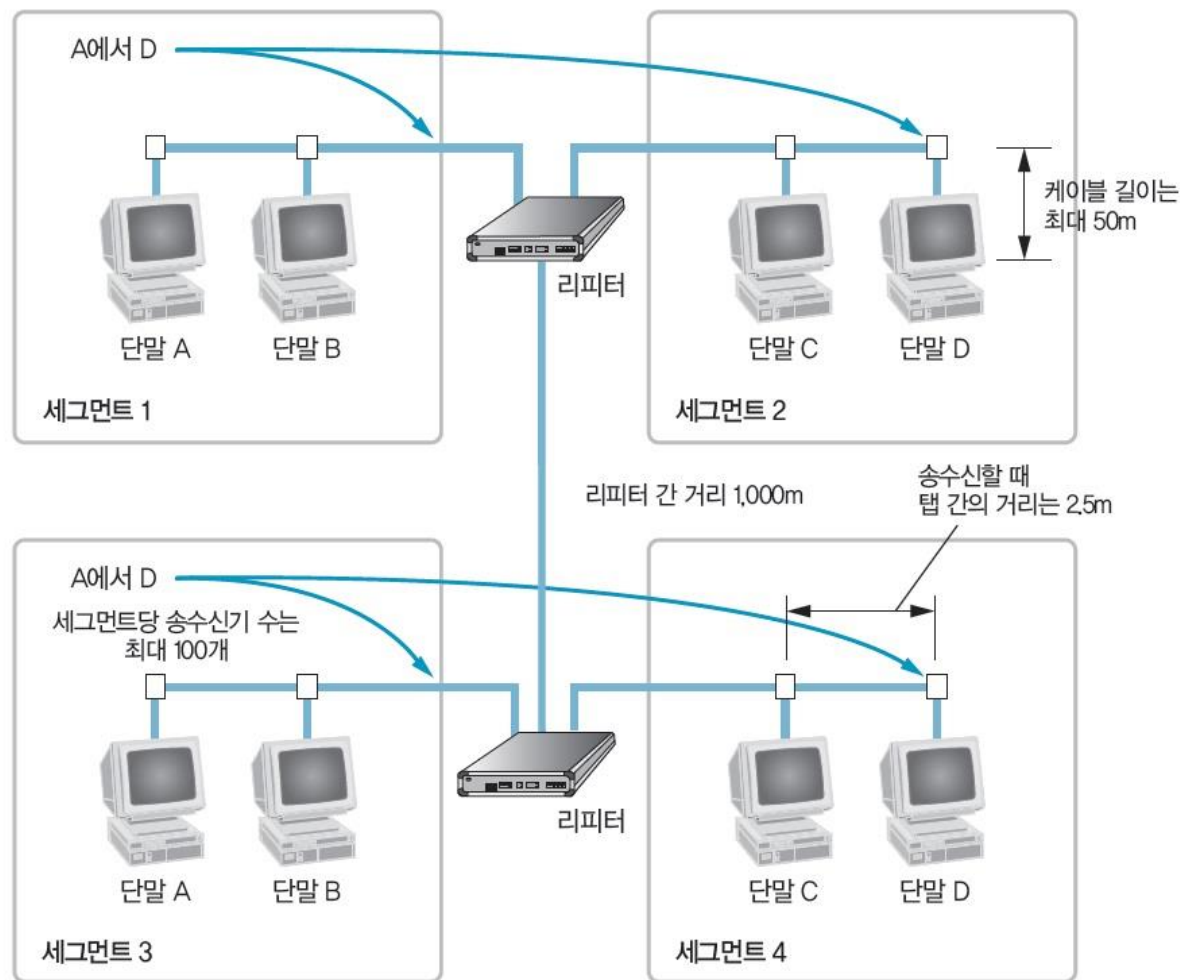 A에서 D
케이블 길이는
최대 50m
리피터
단말 A
단말 B
단말 C
단말 D
세그먼트 1
세그먼트 2
리피터 간 거리 1,000m
송수신할 때
탭 간의 거리는 2.5m
A에서 D
세그먼트당 송수신기 수는
최대 100개
리피터
단말 A
단말 B
단말 C
단말 D
세그먼트 3
세그먼트 4